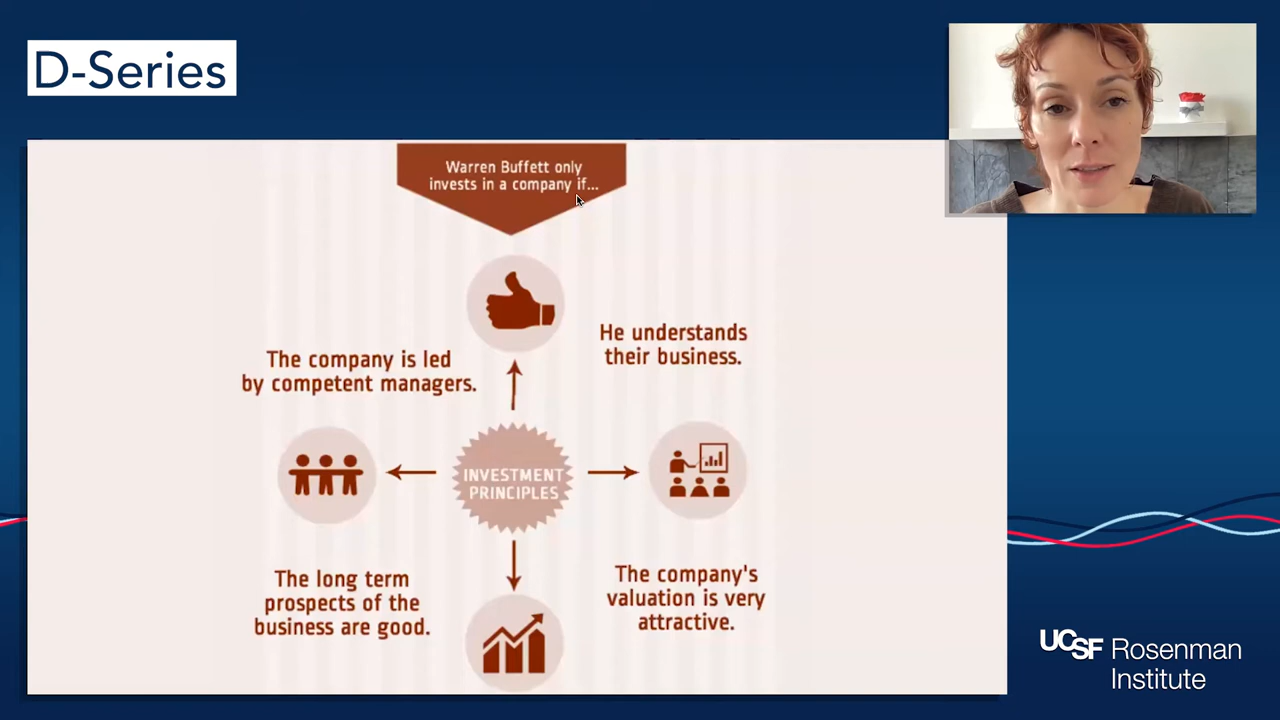 D-Series
Warren Buffett only
invests in a company if...
He understands
their business.
The company is led
by competent managers.
INVESTMENT
PRINCIPLES
The long term
prospects of the
business are good.
The company's
valuation is very
attractive.
UCSF Rosenman
Institute